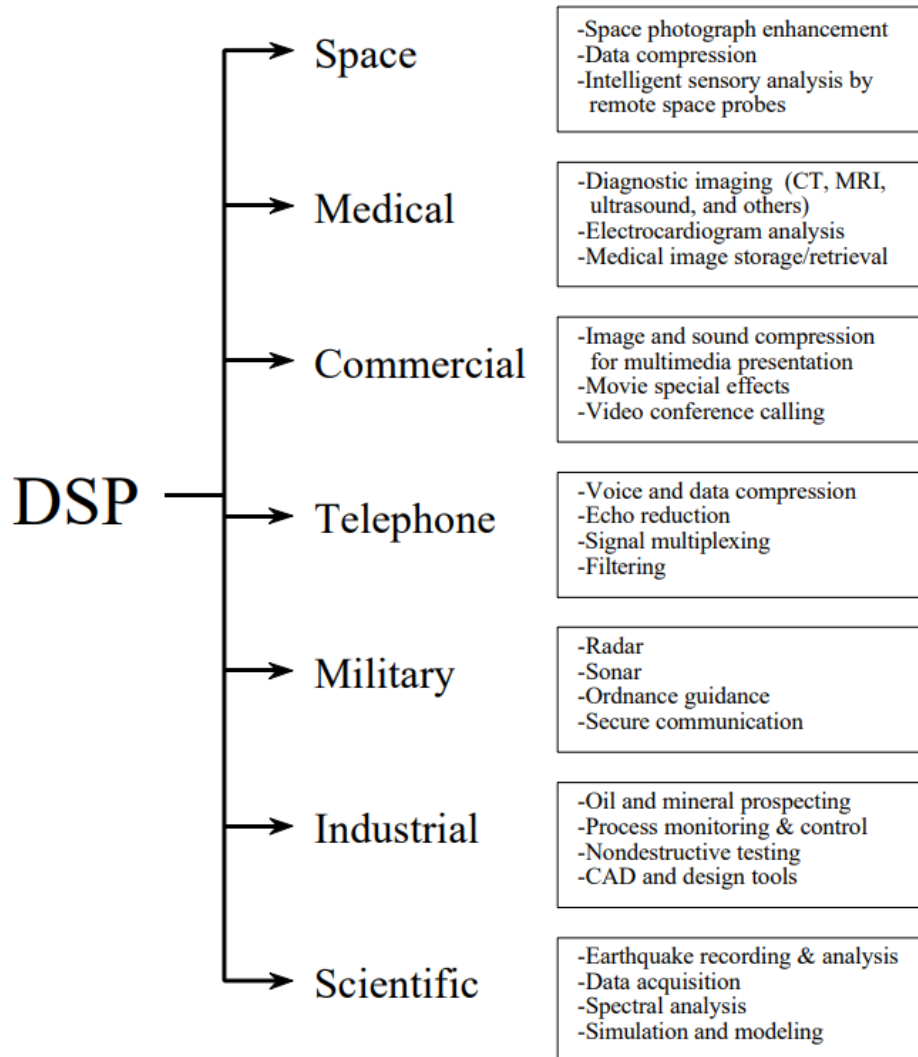 DSP
Space
-Space photograph enhancement
-Data compression
-Intelligent sensory analysis by
remote space probes
Medical
-Diagnostic imaging (CT, MRI,
ultrasound, and others)
-Electrocardiogram analysis
-Medical image storage/retrieval
Commercial
-Image and sound compression
for multimedia presentation
-Movie special effects
-Video conference calling
Telephone
-Voice and data compression
-Echo reduction
-Signal multiplexing
-Filtering
Military
-Radar
-Sonar
-Ordnance guidance
-Secure communication
Industrial
-Oil and mineral prospecting
-Process monitoring & control
-Nondestructive testing
-CAD and design tools
Scientific
-Earthquake recording & analysis
-Data acquisition
-Spectral analysis
-Simulation and modeling